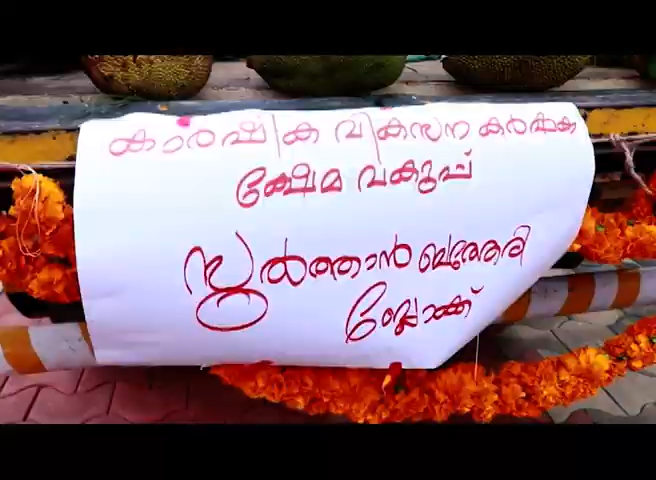 കാർഷിക വികസന കർഷക
ക്ഷേമ വകുപ്പ്
സുൽത്താൻ ബത്തേരി
ബ്ലോക്ക്